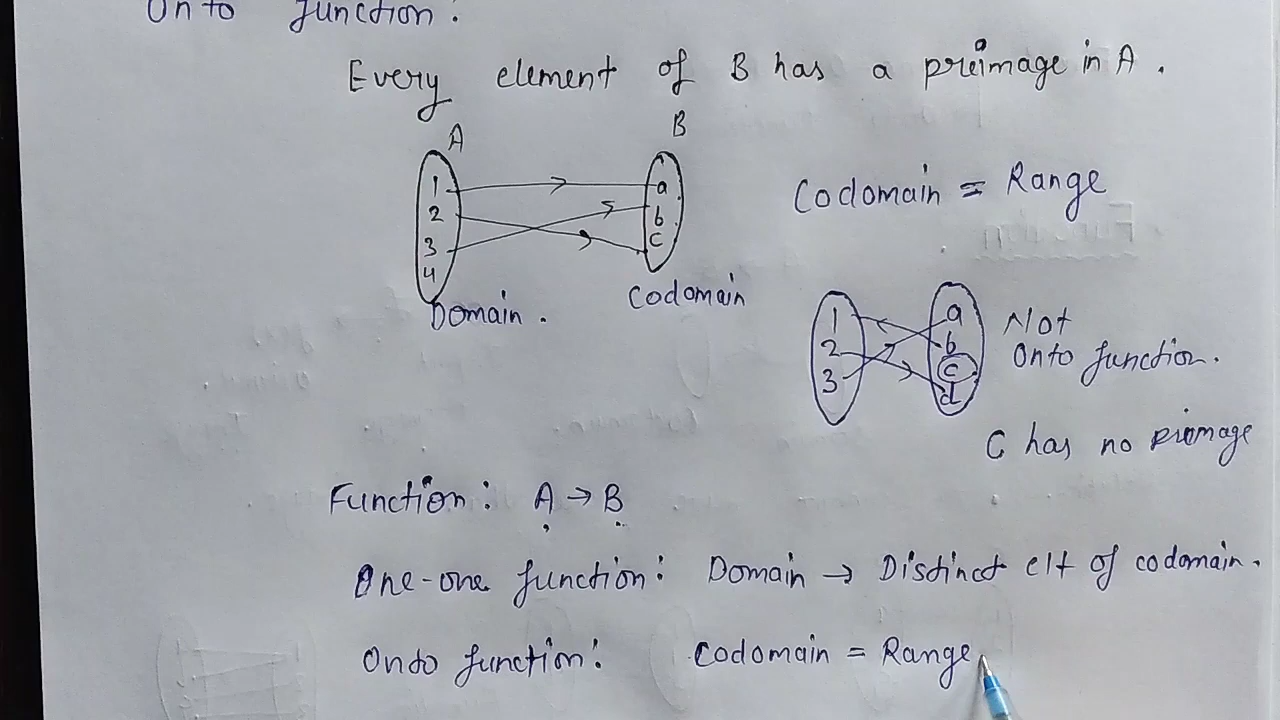 Onto function :
Every element of B has a preimage in A .
A
B
1
2
3
4
a
b
c
Domain .
Codomain
Codomain = Range
1
2
3
a
b
c
d
Not
Onto function.
C has no primage
Function : A → B
One-one function : Domain → Distinct elt of codomain .
Onto function : Codomain = Range